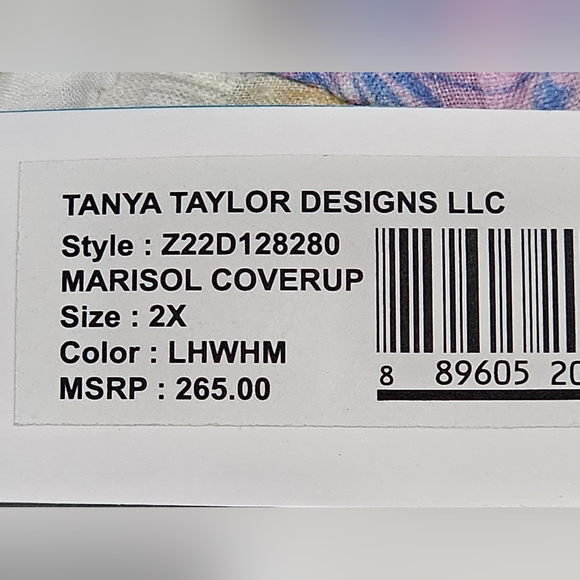 TANYA TAYLOR DESIGNS LLC
Style : Z22D128280
MARISOL COVERUP
Size : 2X
Color : LHWHM
MSRP : 265.00
8 89605 20